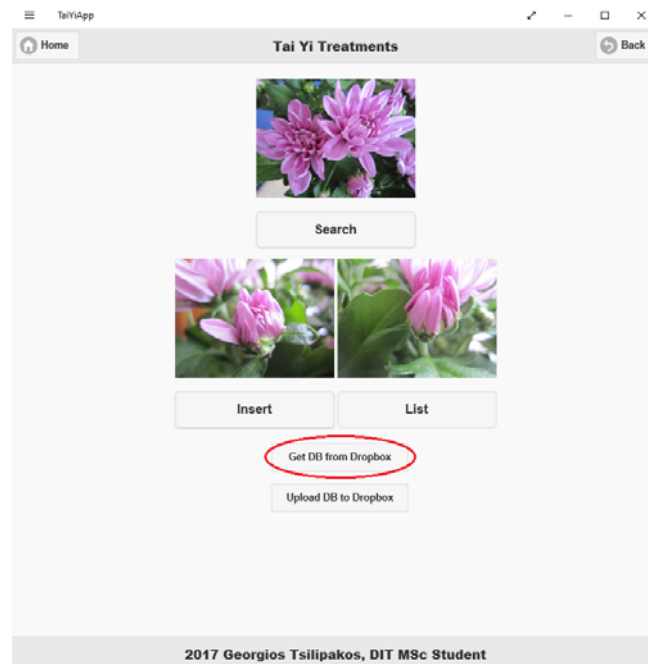 TaiYiApp
Home
Tai Yi Treatments
Back
Search
Insert
List
Get DB from Dropbox
Upload DB to Dropbox
2017 Georgios Tsilipakos, DIT MSc Student